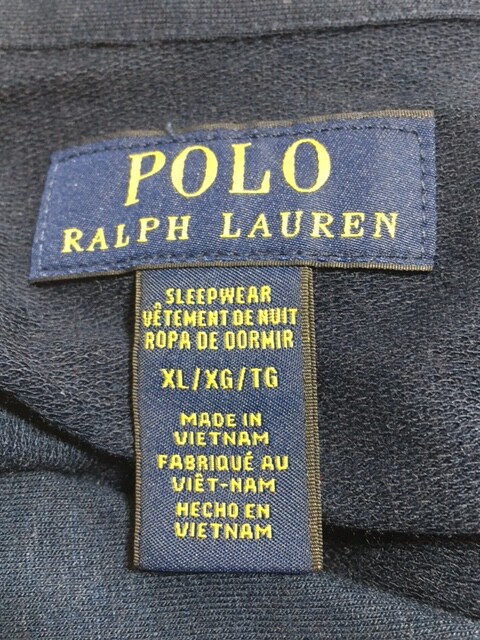 POLO
RALPH LAUREN
SLEEPWEAR
VÊTEMENT DE NUIT
ROPA DE DORMIR
XL/XG/TG
MADE IN
VIETNAM
FABRIQUÉ AU
VIÊT-NAM
HECHO EN
VIETNAM